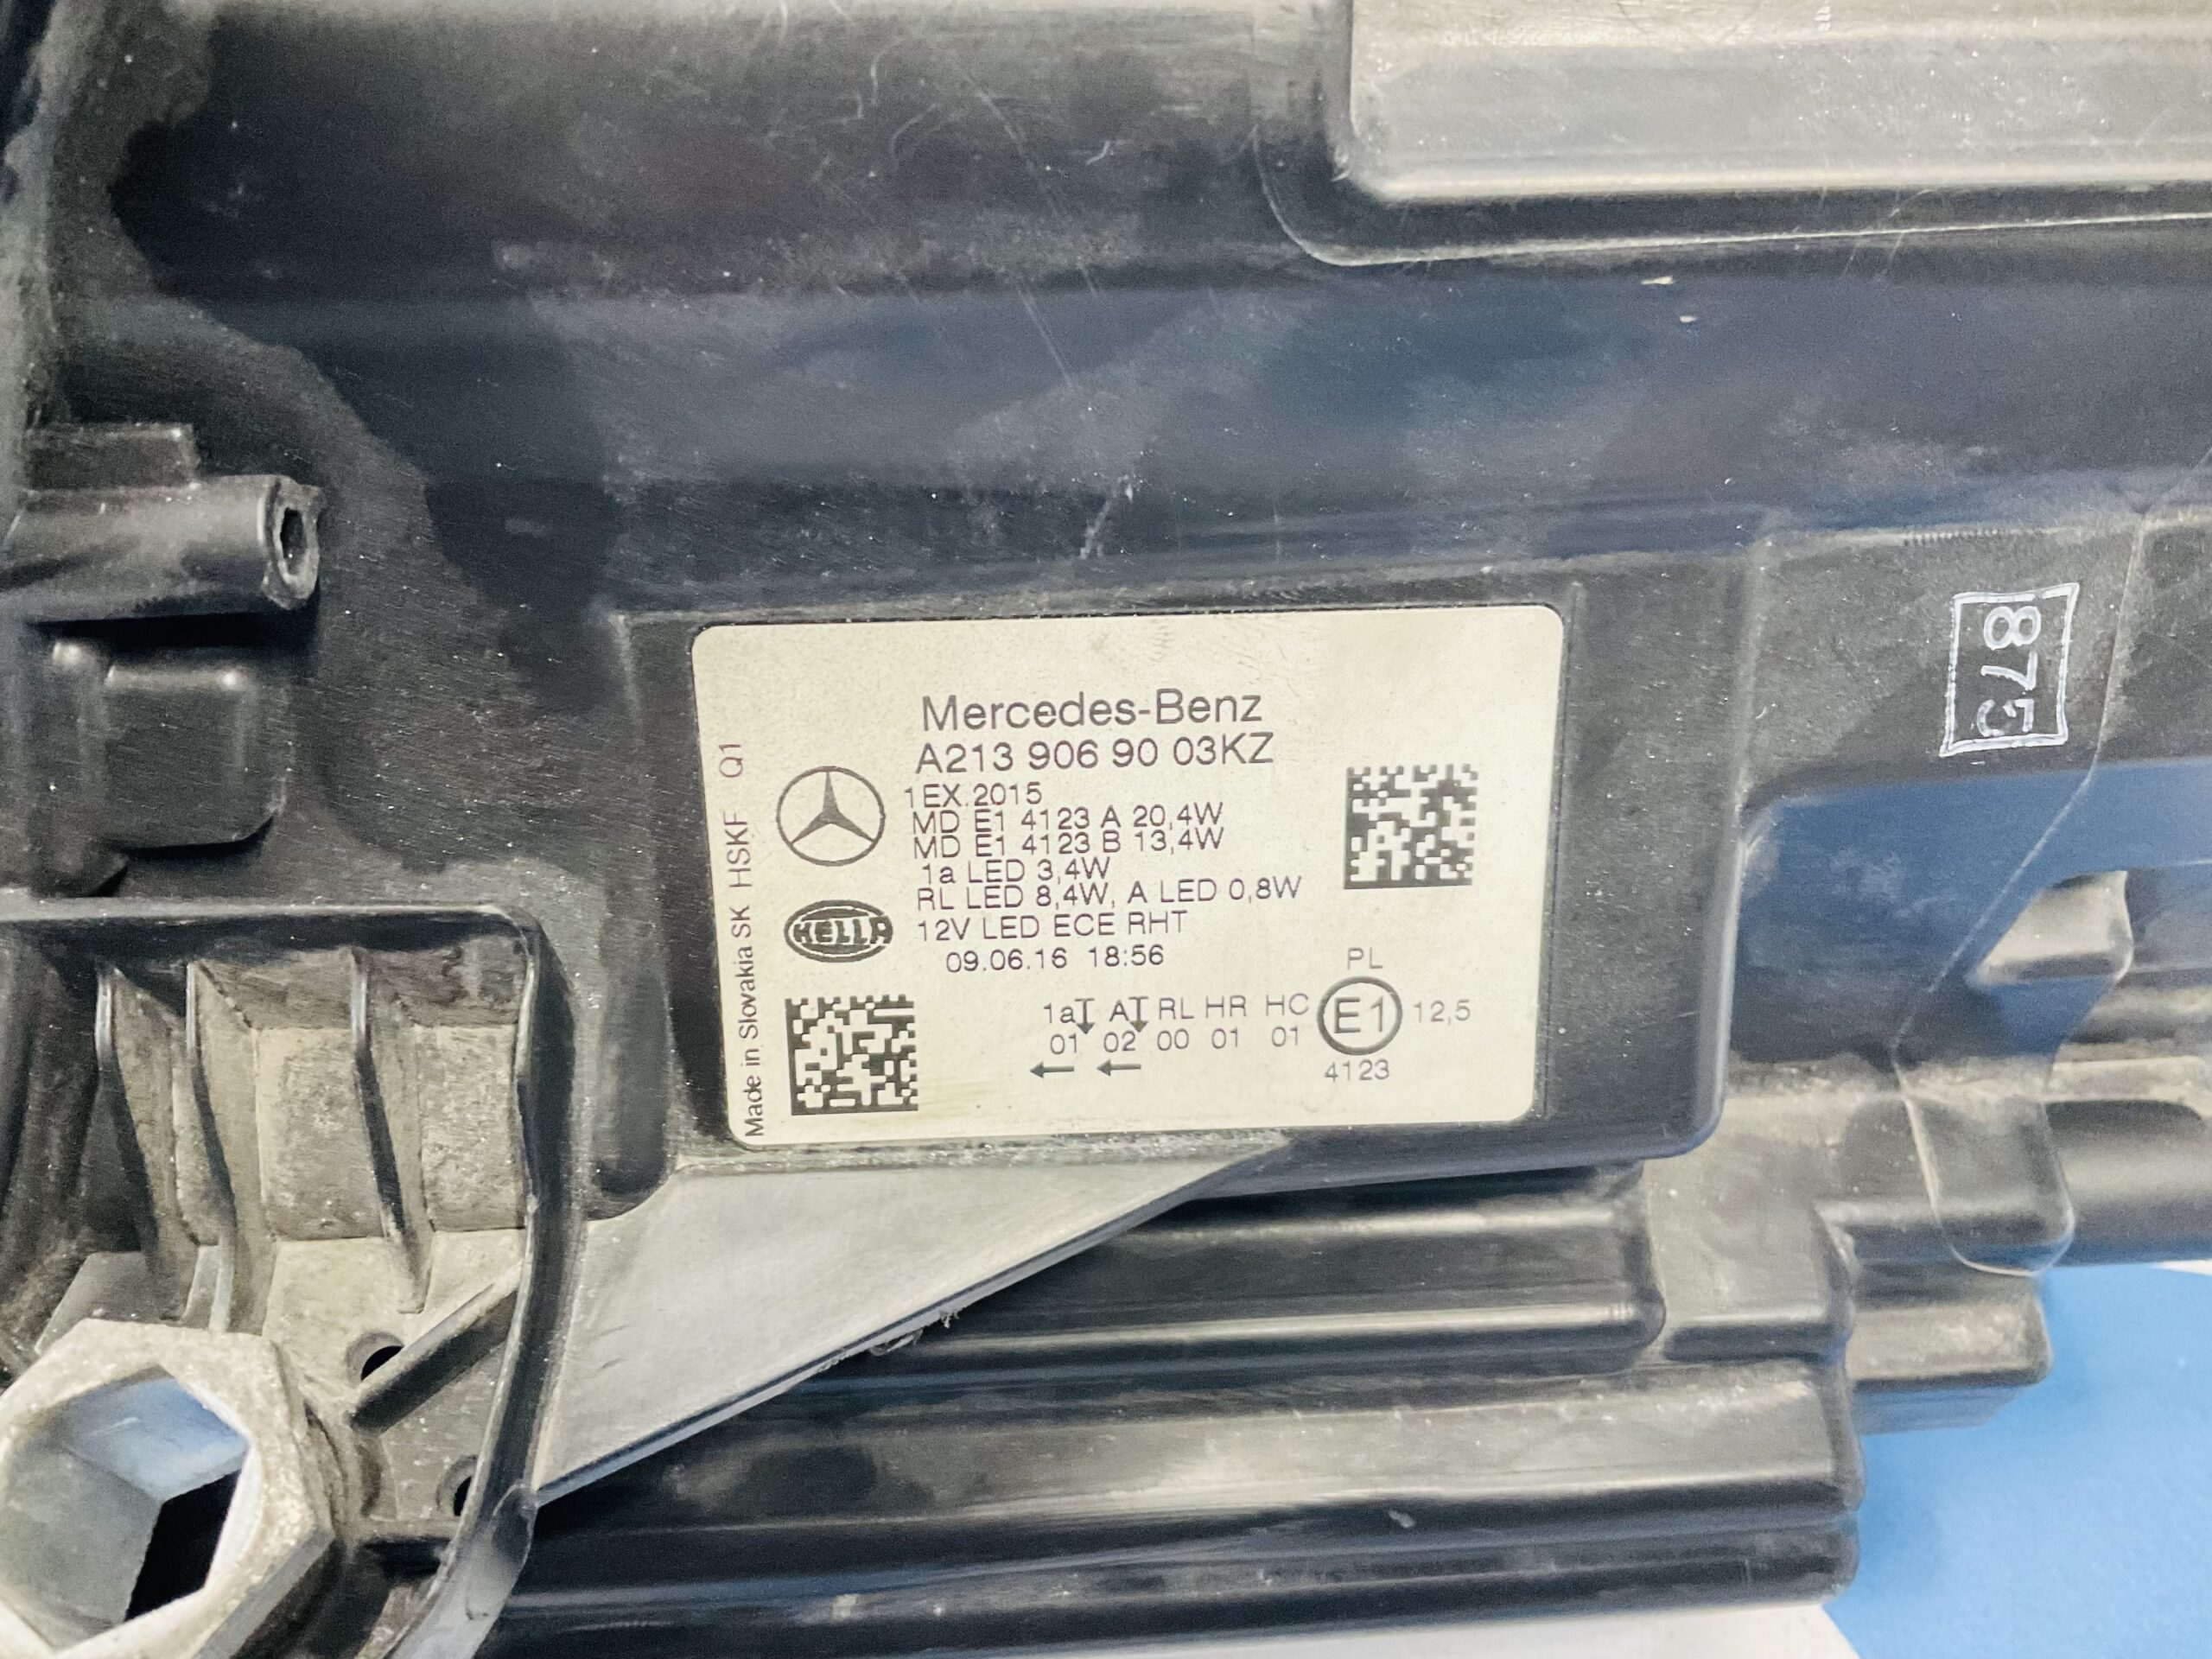 Mercedes-Benz
A213 906 90 03KZ
1EX.2015
MD E1 4123 A 20,4W
MD E1 4123 B 13,4W
1a LED 3,4W
RL LED 8,4W, A LED 0,8W
12V LED ECE RHT
09.06.16 18:56
HELLA
PL
1aT AT RL HR HC E1 12,5
01 02 00 01 01
← ← 4123
Made in Slovakia SK HSKF Q1
875